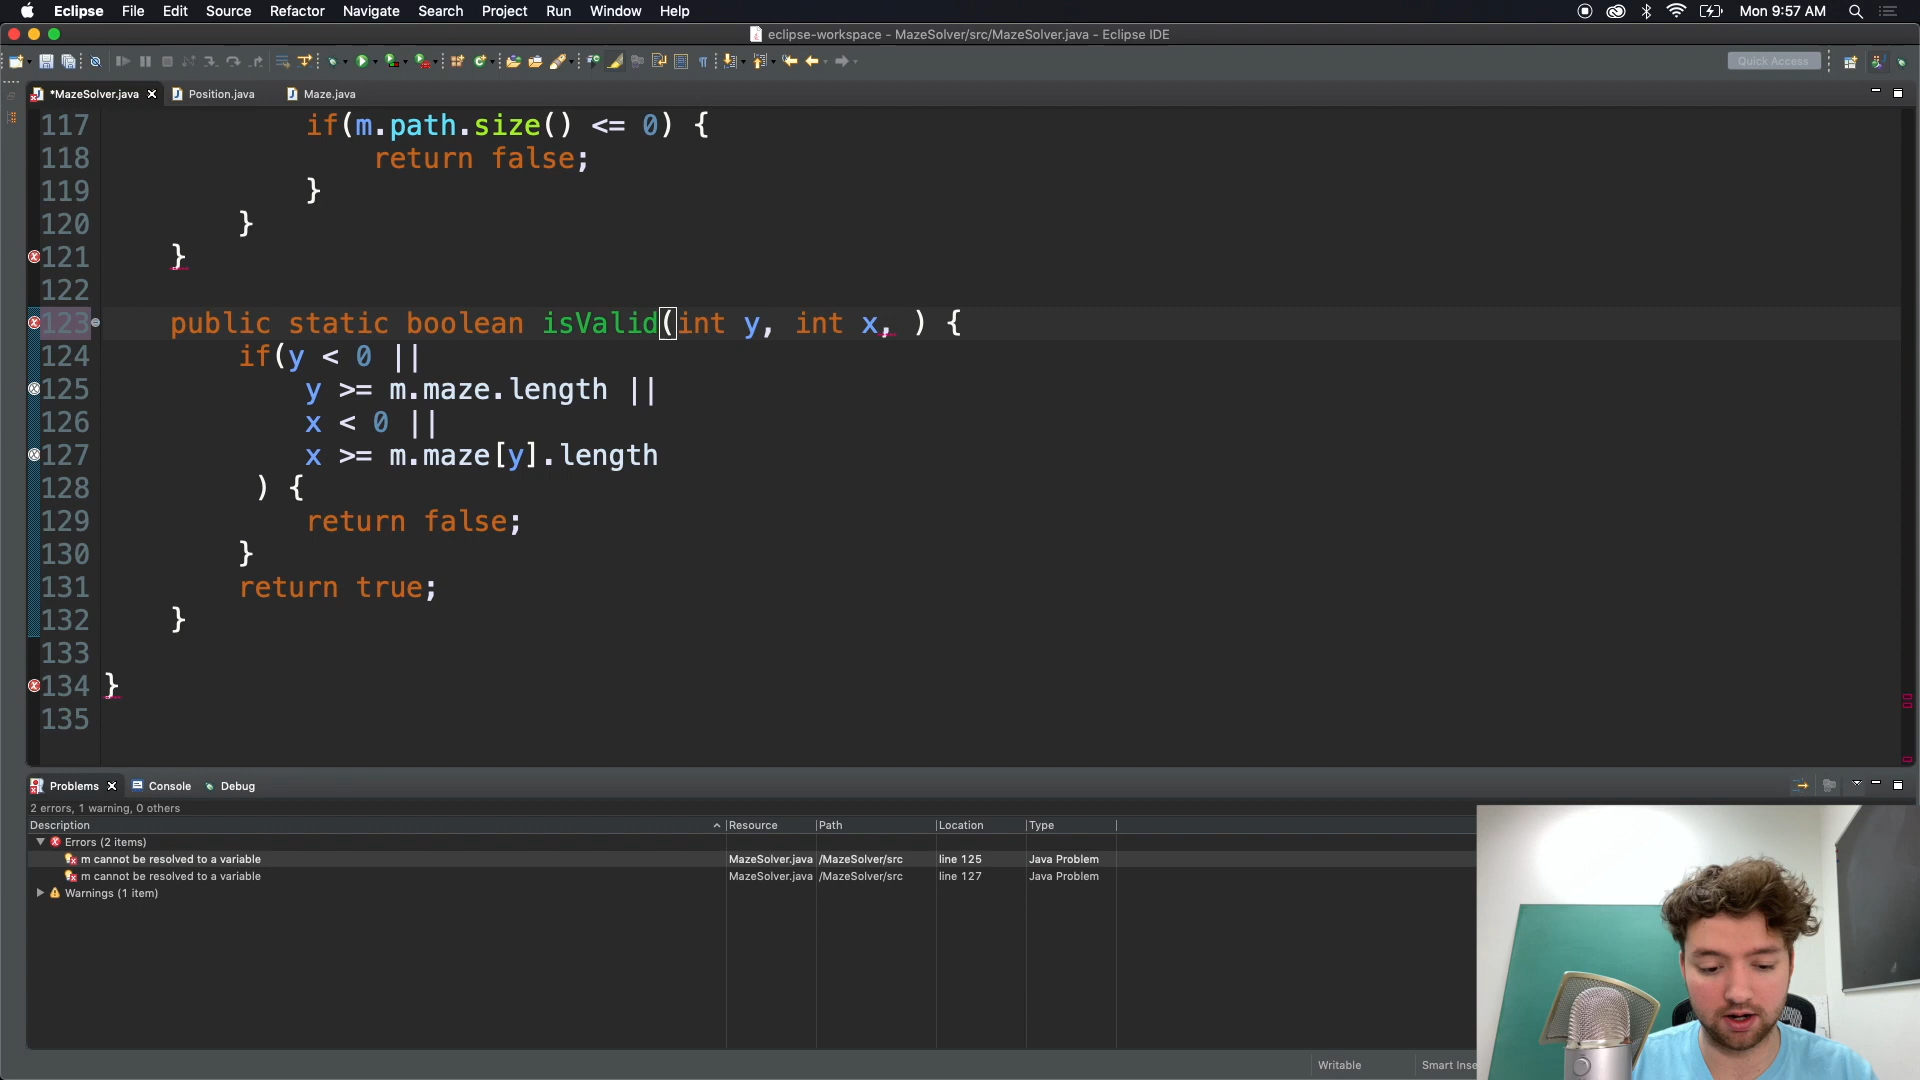 Eclipse File Edit Source Refactor Navigate Search Project Run Window Help Mon 9:57 AM
eclipse-workspace - MazeSolver/src/MazeSolver.java - Eclipse IDE
Quick Access
*MazeSolver.java Position.java Maze.java
117 if(m.path.size() <= 0) {
118 return false;
119 }
120 }
121 }
122
123 public static boolean isValid(int y, int x, ) {
124 if(y < 0 ||
125 y >= m.maze.length ||
126 x < 0 ||
127 x >= m.maze[y].length
128 ) {
129 return false;
130 }
131 return true;
132 }
133
134 }
135
Problems Console Debug
2 errors, 1 warning, 0 others
Description Resource Path Location Type
Errors (2 items)
m cannot be resolved to a variable MazeSolver.java /MazeSolver/src line 125 Java Problem
m cannot be resolved to a variable MazeSolver.java /MazeSolver/src line 127 Java Problem
Warnings (1 item)
Writable Smart Inse